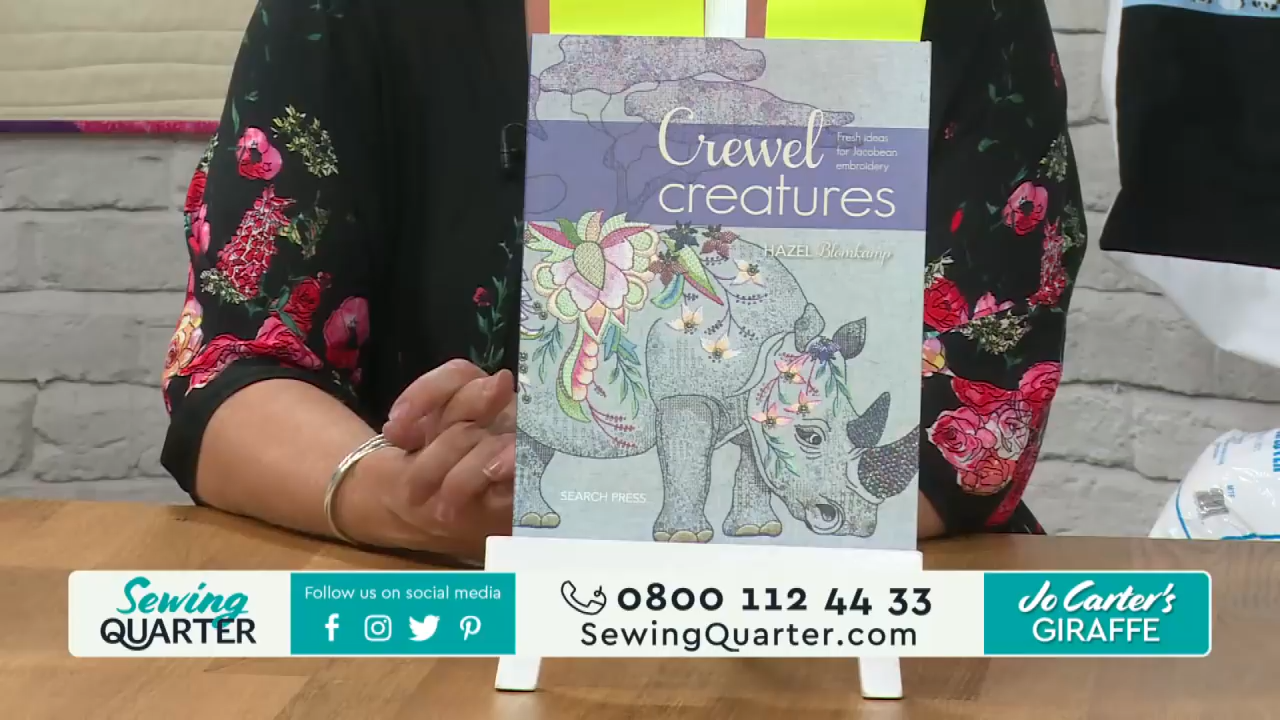 Crewel
creatures
Fresh ideas
for Jacobean
embroidery
HAZEL Blomkamp
SEARCH PRESS
Sewing
QUARTER
Follow us on social media
0800 112 44 33
SewingQuarter.com
Jo Carter's
GIRAFFE